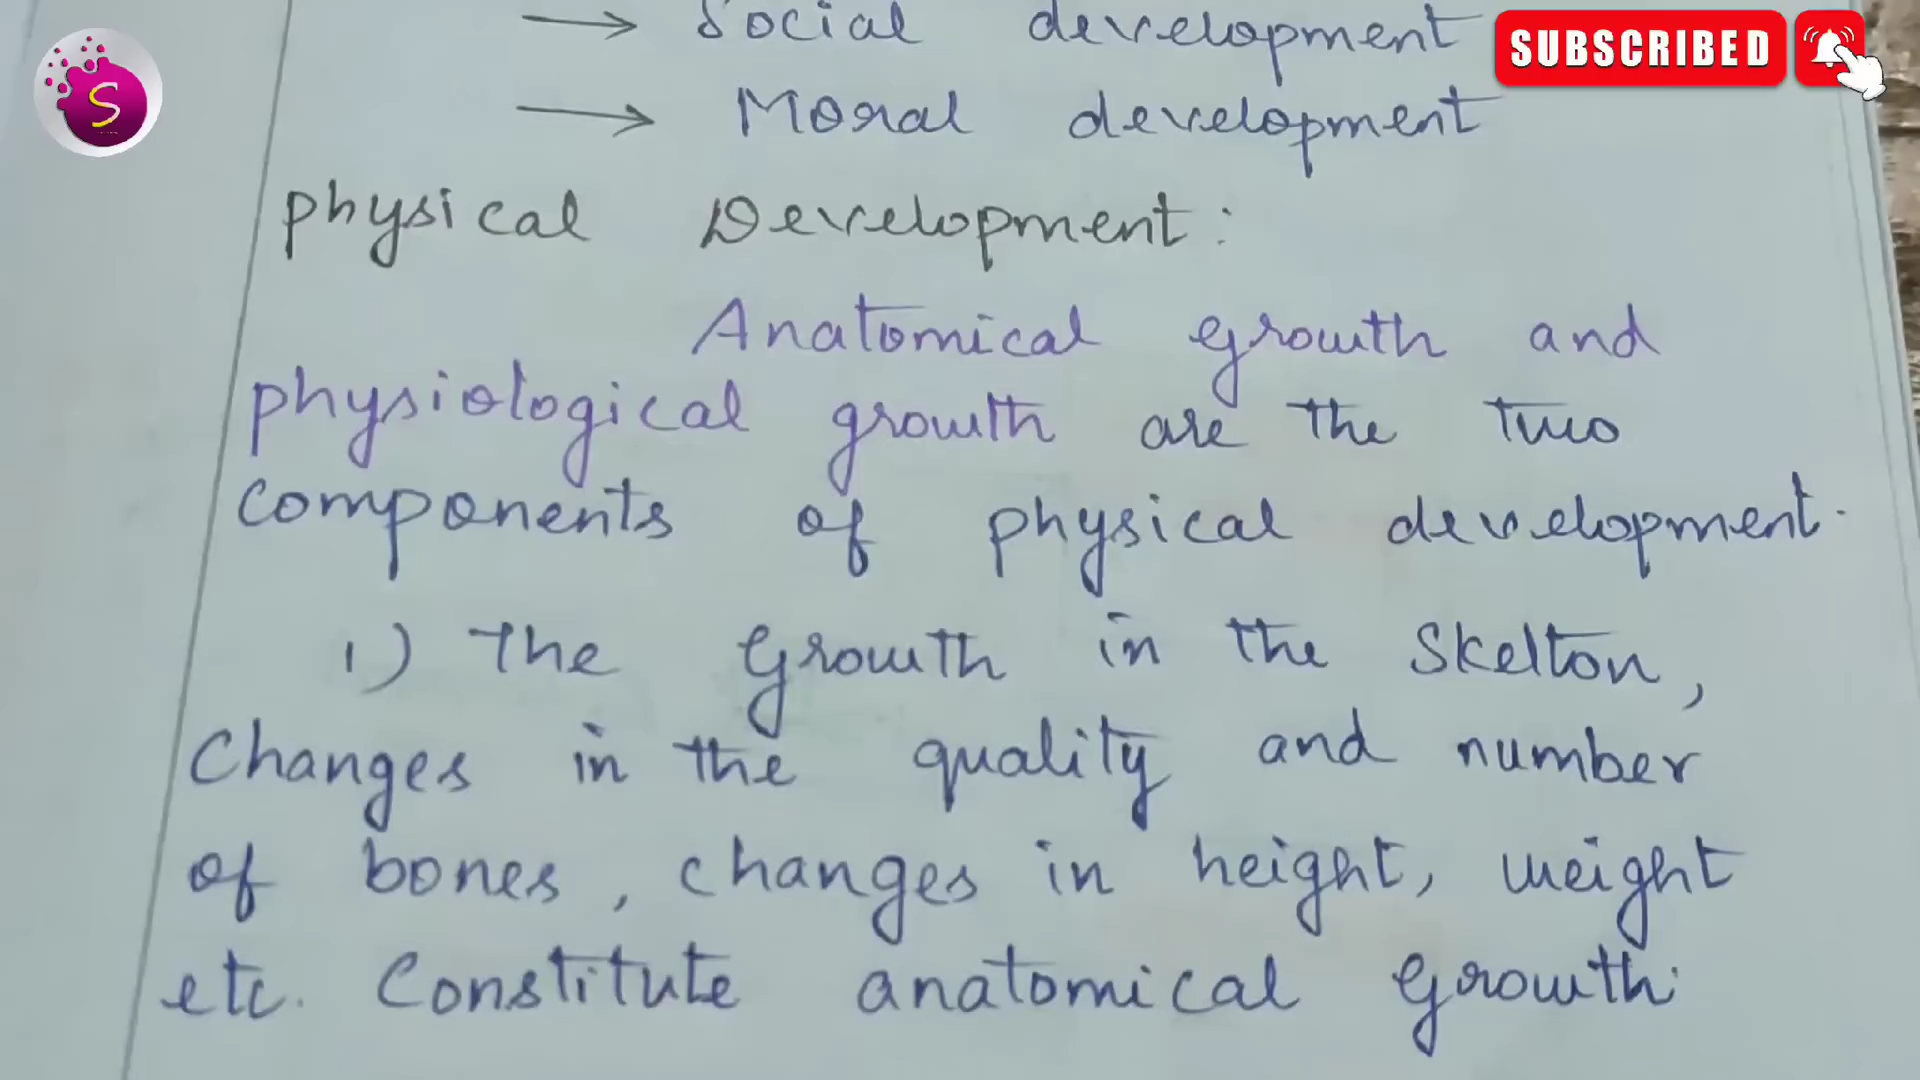 → Social development
SUBSCRIBED
S
→ Moral development
Physical Development:
Anatomical growth and
physiological growth are the two
components of physical development.
1) The Growth in the Skelton,
Changes in the quality and number
of bones, changes in height, weight
etc. Constitute anatomical Growth.